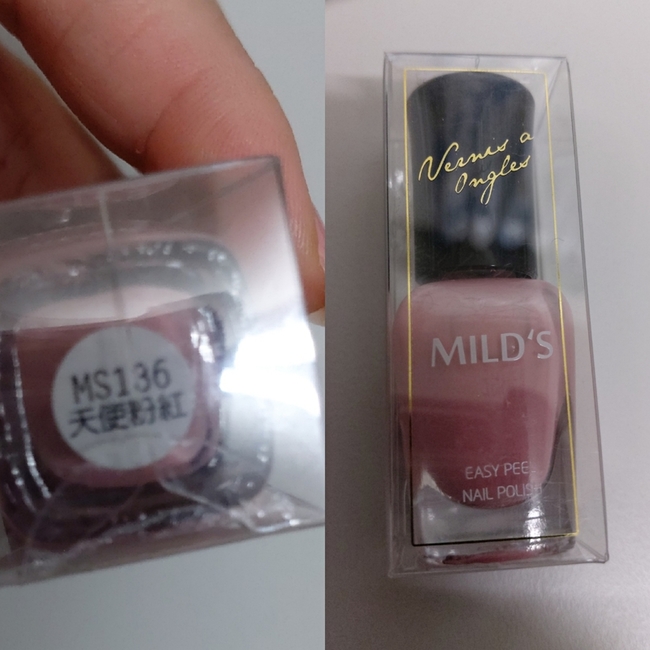 MS136
天使粉紅
Vernis a
Ongles
MILD'S
EASY PEE
NAIL POLIS